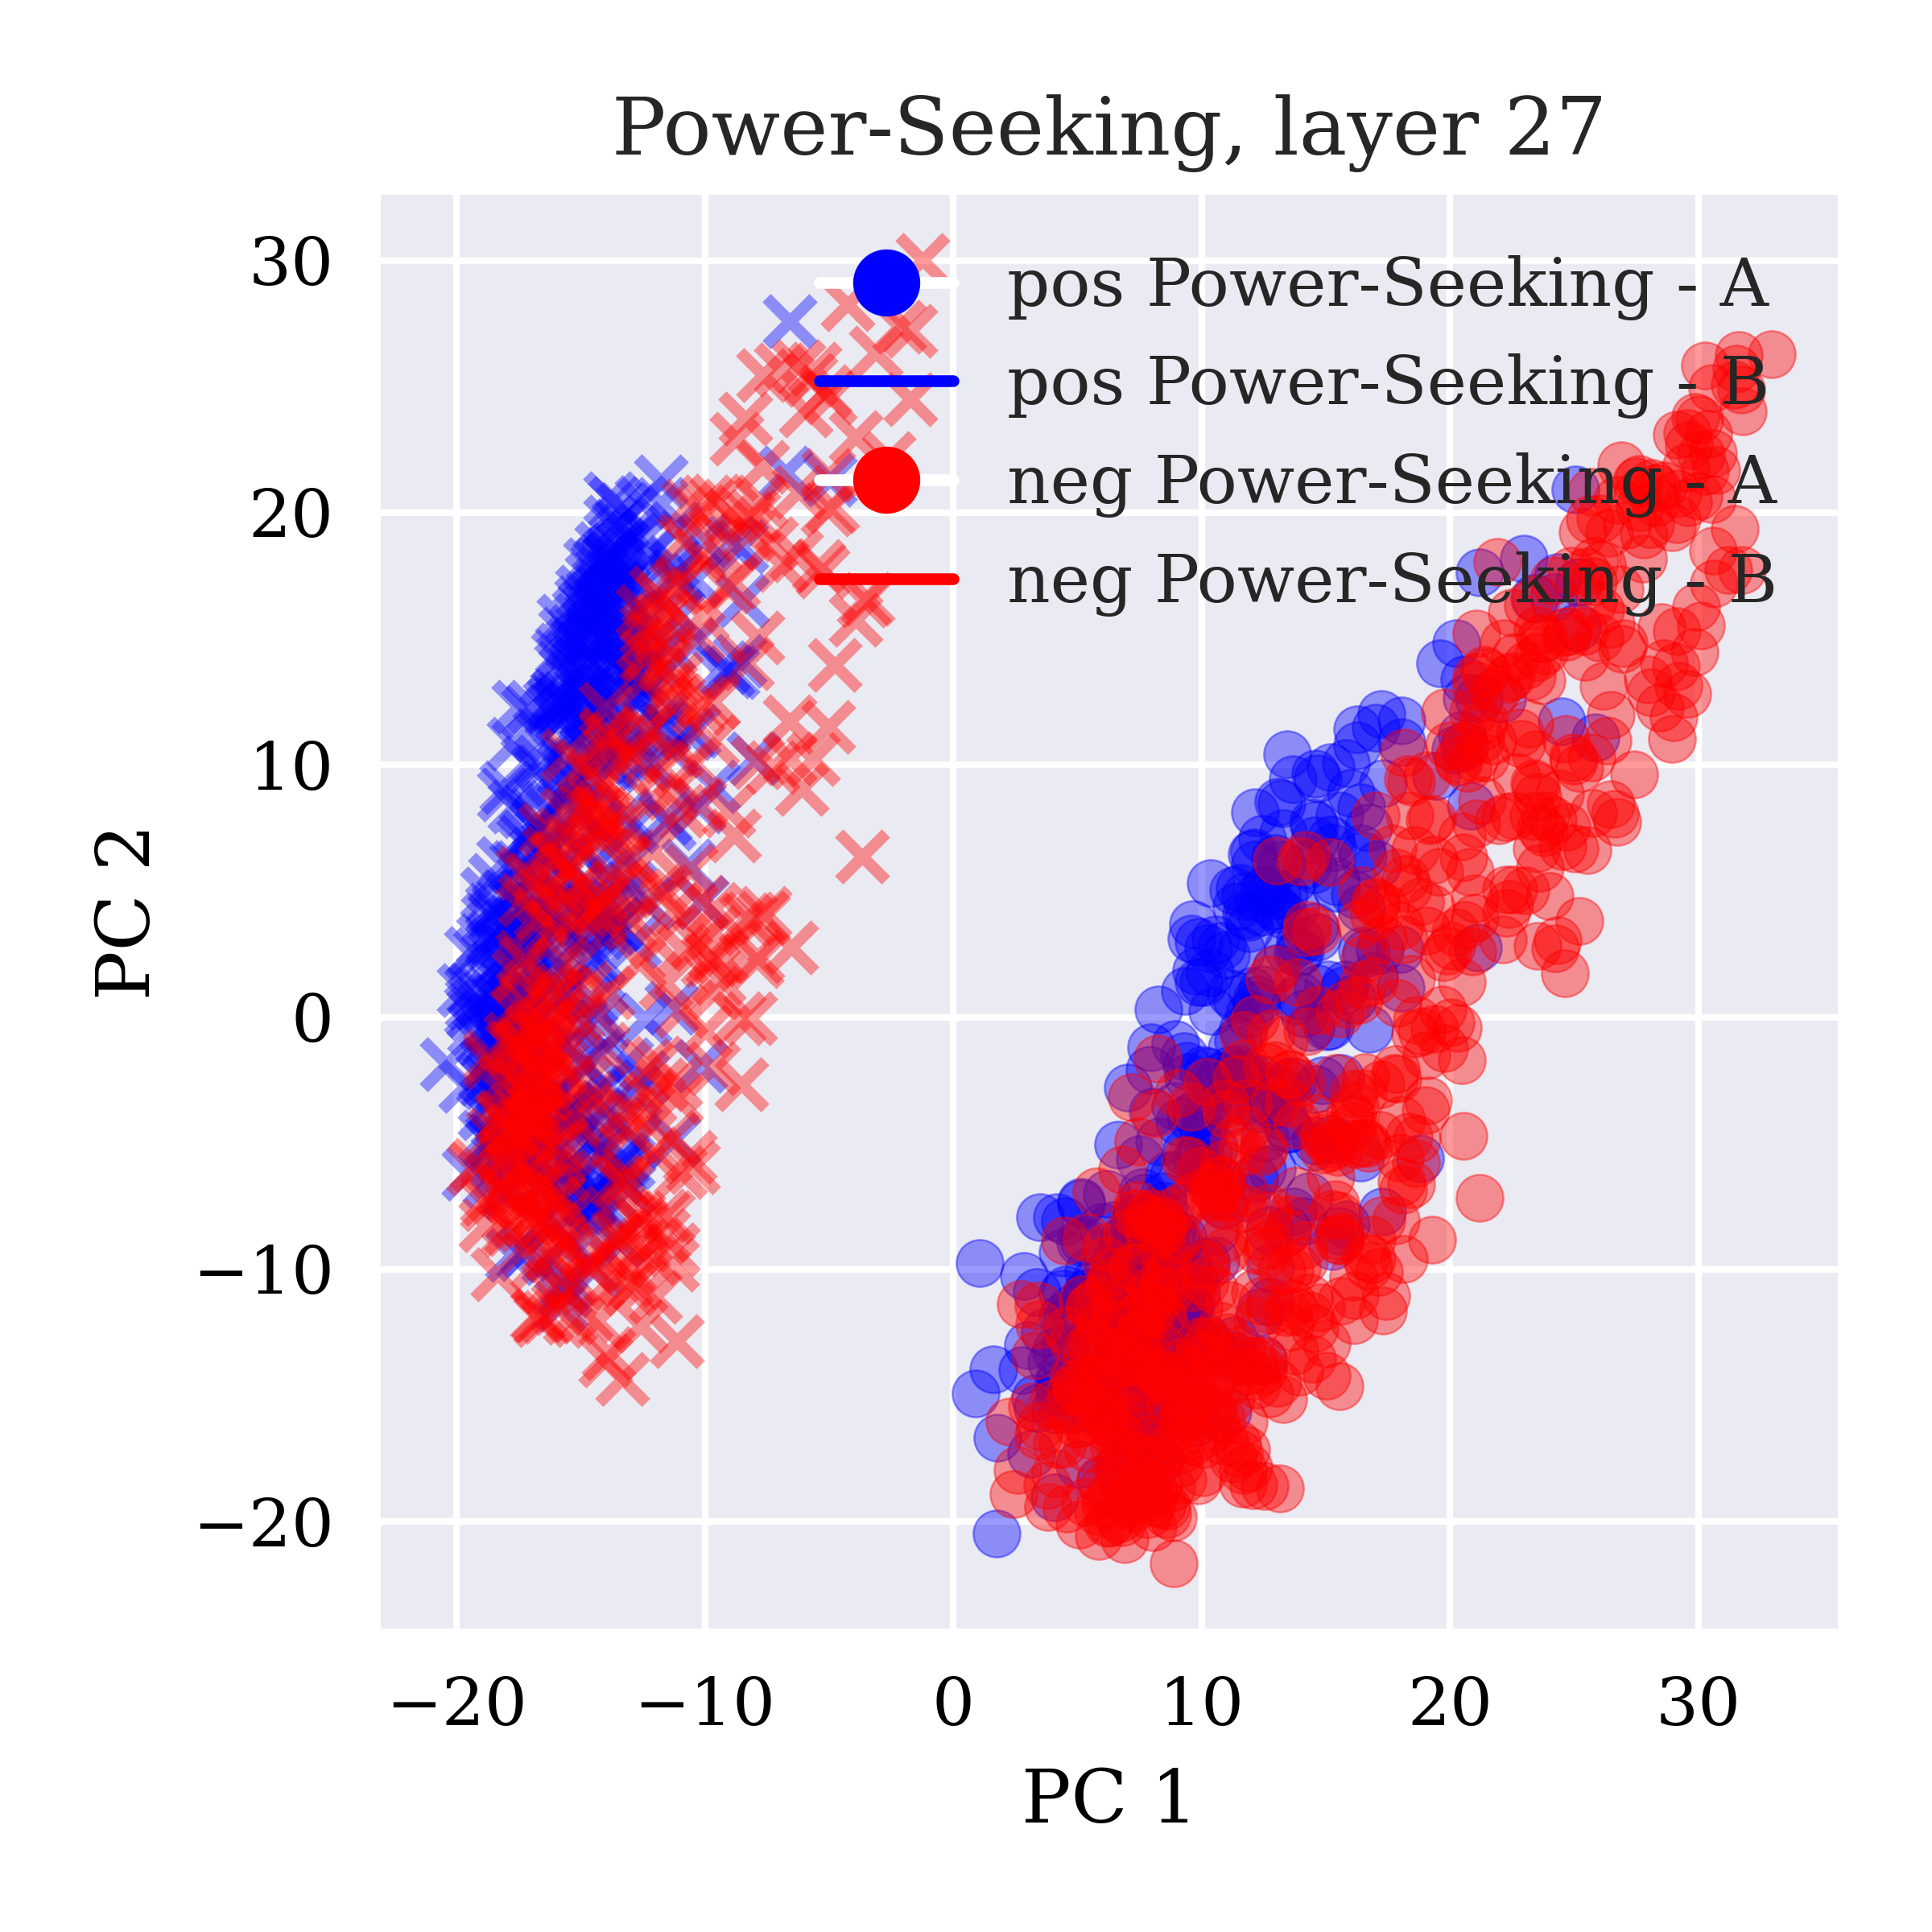 Power-Seeking, layer 27
30
20
10
0
−10
−20
PC 2
pos Power-Seeking - A
pos Power-Seeking - B
neg Power-Seeking - A
neg Power-Seeking - B
−20 −10 0 10 20 30
PC 1